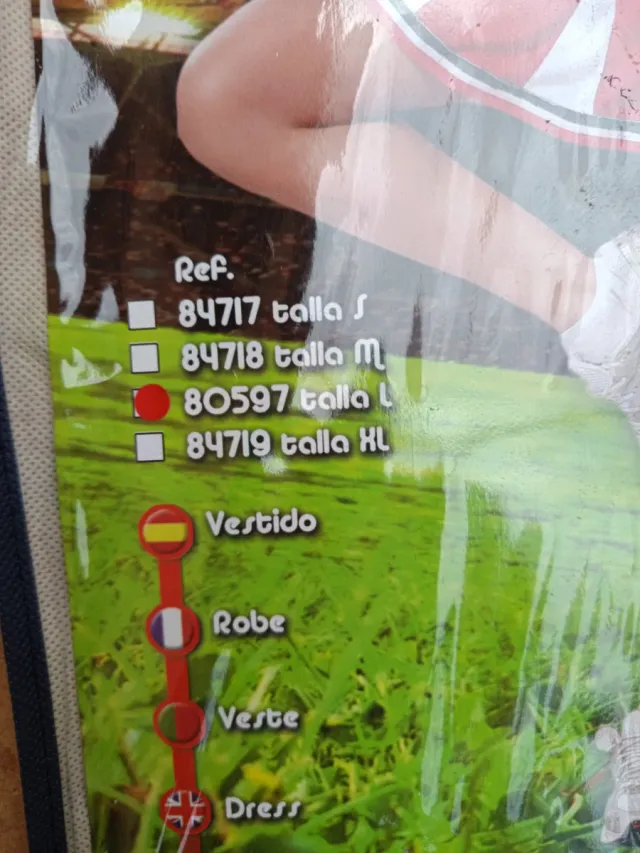 Ref.
84717 talla S
84718 talla M
80597 talla L
84719 talla XL
Vestido
Robe
Veste
Dress